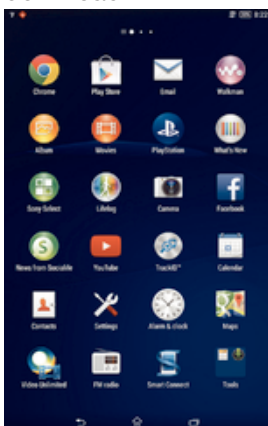 8:22
Chrome Play Store Email Walkman
Album Movies PlayStation What's New
Sony Select Lifelog Camera Facebook
News from Socialife YouTube TrackID™ Calendar
Contacts Settings Alarm & clock Maps
Video Unlimited FM radio Smart Connect Tools